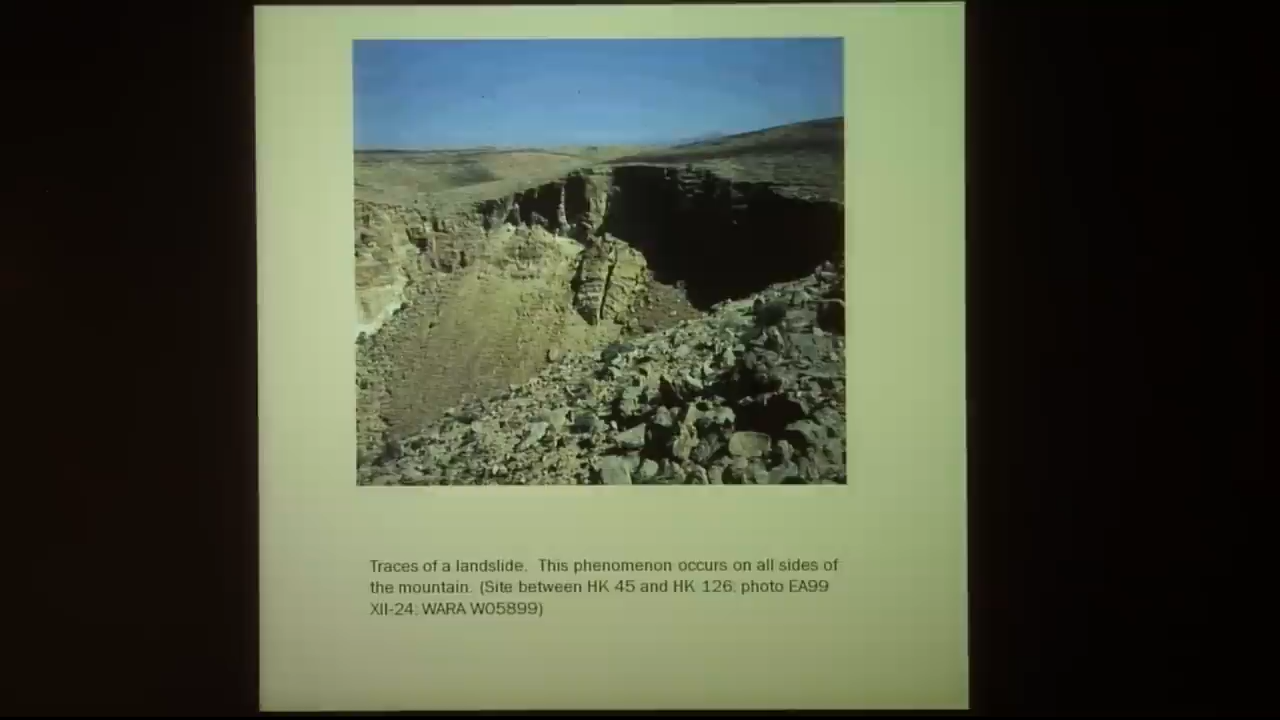 Traces of a landslide. This phenomenon occurs on all sides of
the mountain. (Site between HK 45 and HK 126; photo EA99
XII-24; WARA W05899)